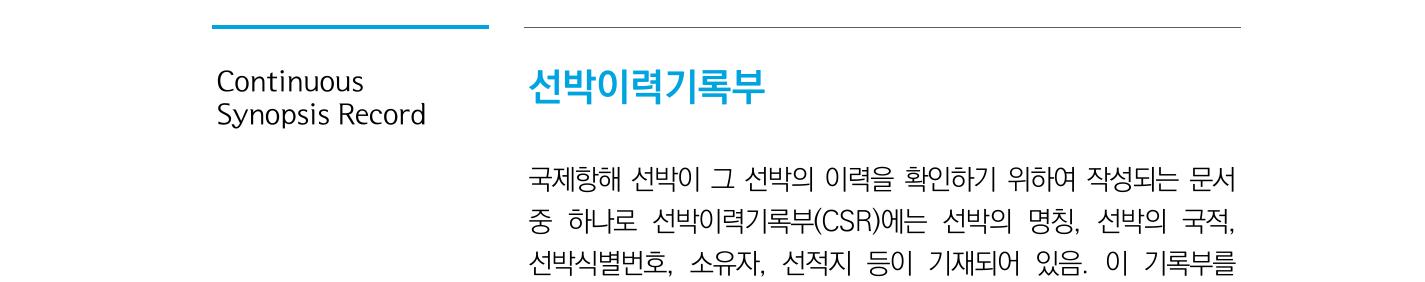 Continuous
Synopsis Record
선박이력기록부
국제항해 선박이 그 선박의 이력을 확인하기 위하여 작성되는 문서
중 하나로 선박이력기록부(CSR)에는 선박의 명칭, 선박의 국적,
선박식별번호, 소유자, 선적지 등이 기재되어 있음. 이 기록부를